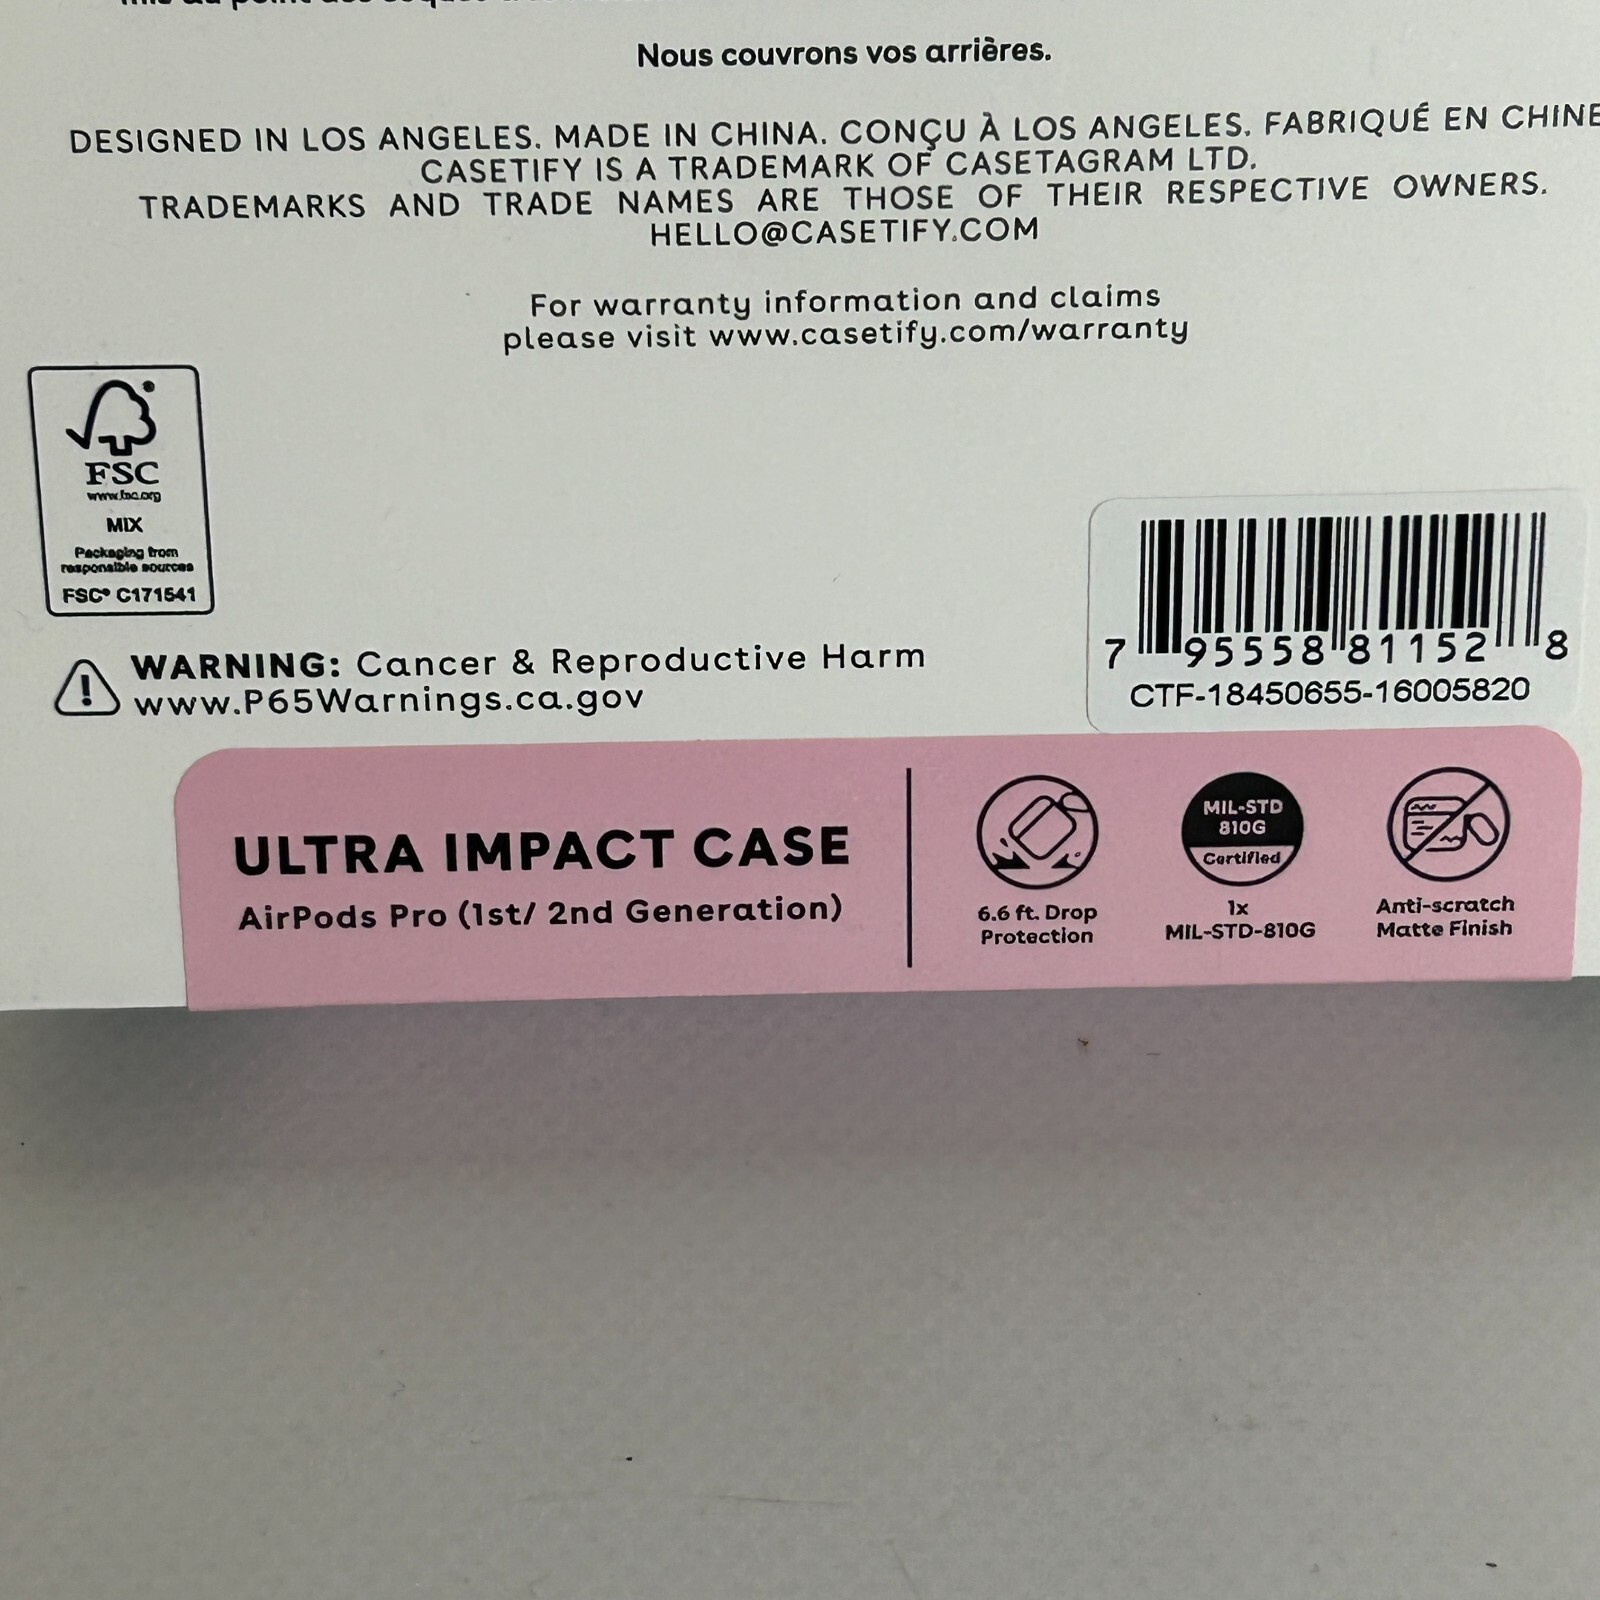 Nous couvrons vos arrières.
DESIGNED IN LOS ANGELES. MADE IN CHINA. CONÇU À LOS ANGELES. FABRIQUÉ EN CHINE
CASETIFY IS A TRADEMARK OF CASETAGRAM LTD.
TRADEMARKS AND TRADE NAMES ARE THOSE OF THEIR RESPECTIVE OWNERS.
HELLO@CASETIFY.COM
For warranty information and claims
please visit www.casetify.com/warranty
FSC
www.fsc.org
MIX
Packaging from
responsible sources
FSC® C171541
WARNING: Cancer & Reproductive Harm
www.P65Warnings.ca.gov
7 95558 81152 8
CTF-18450655-16005820
ULTRA IMPACT CASE
AirPods Pro (1st/ 2nd Generation)
6.6 ft. Drop
Protection
MIL-STD
810G
Certified
1x
MIL-STD-810G
Anti-scratch
Matte Finish